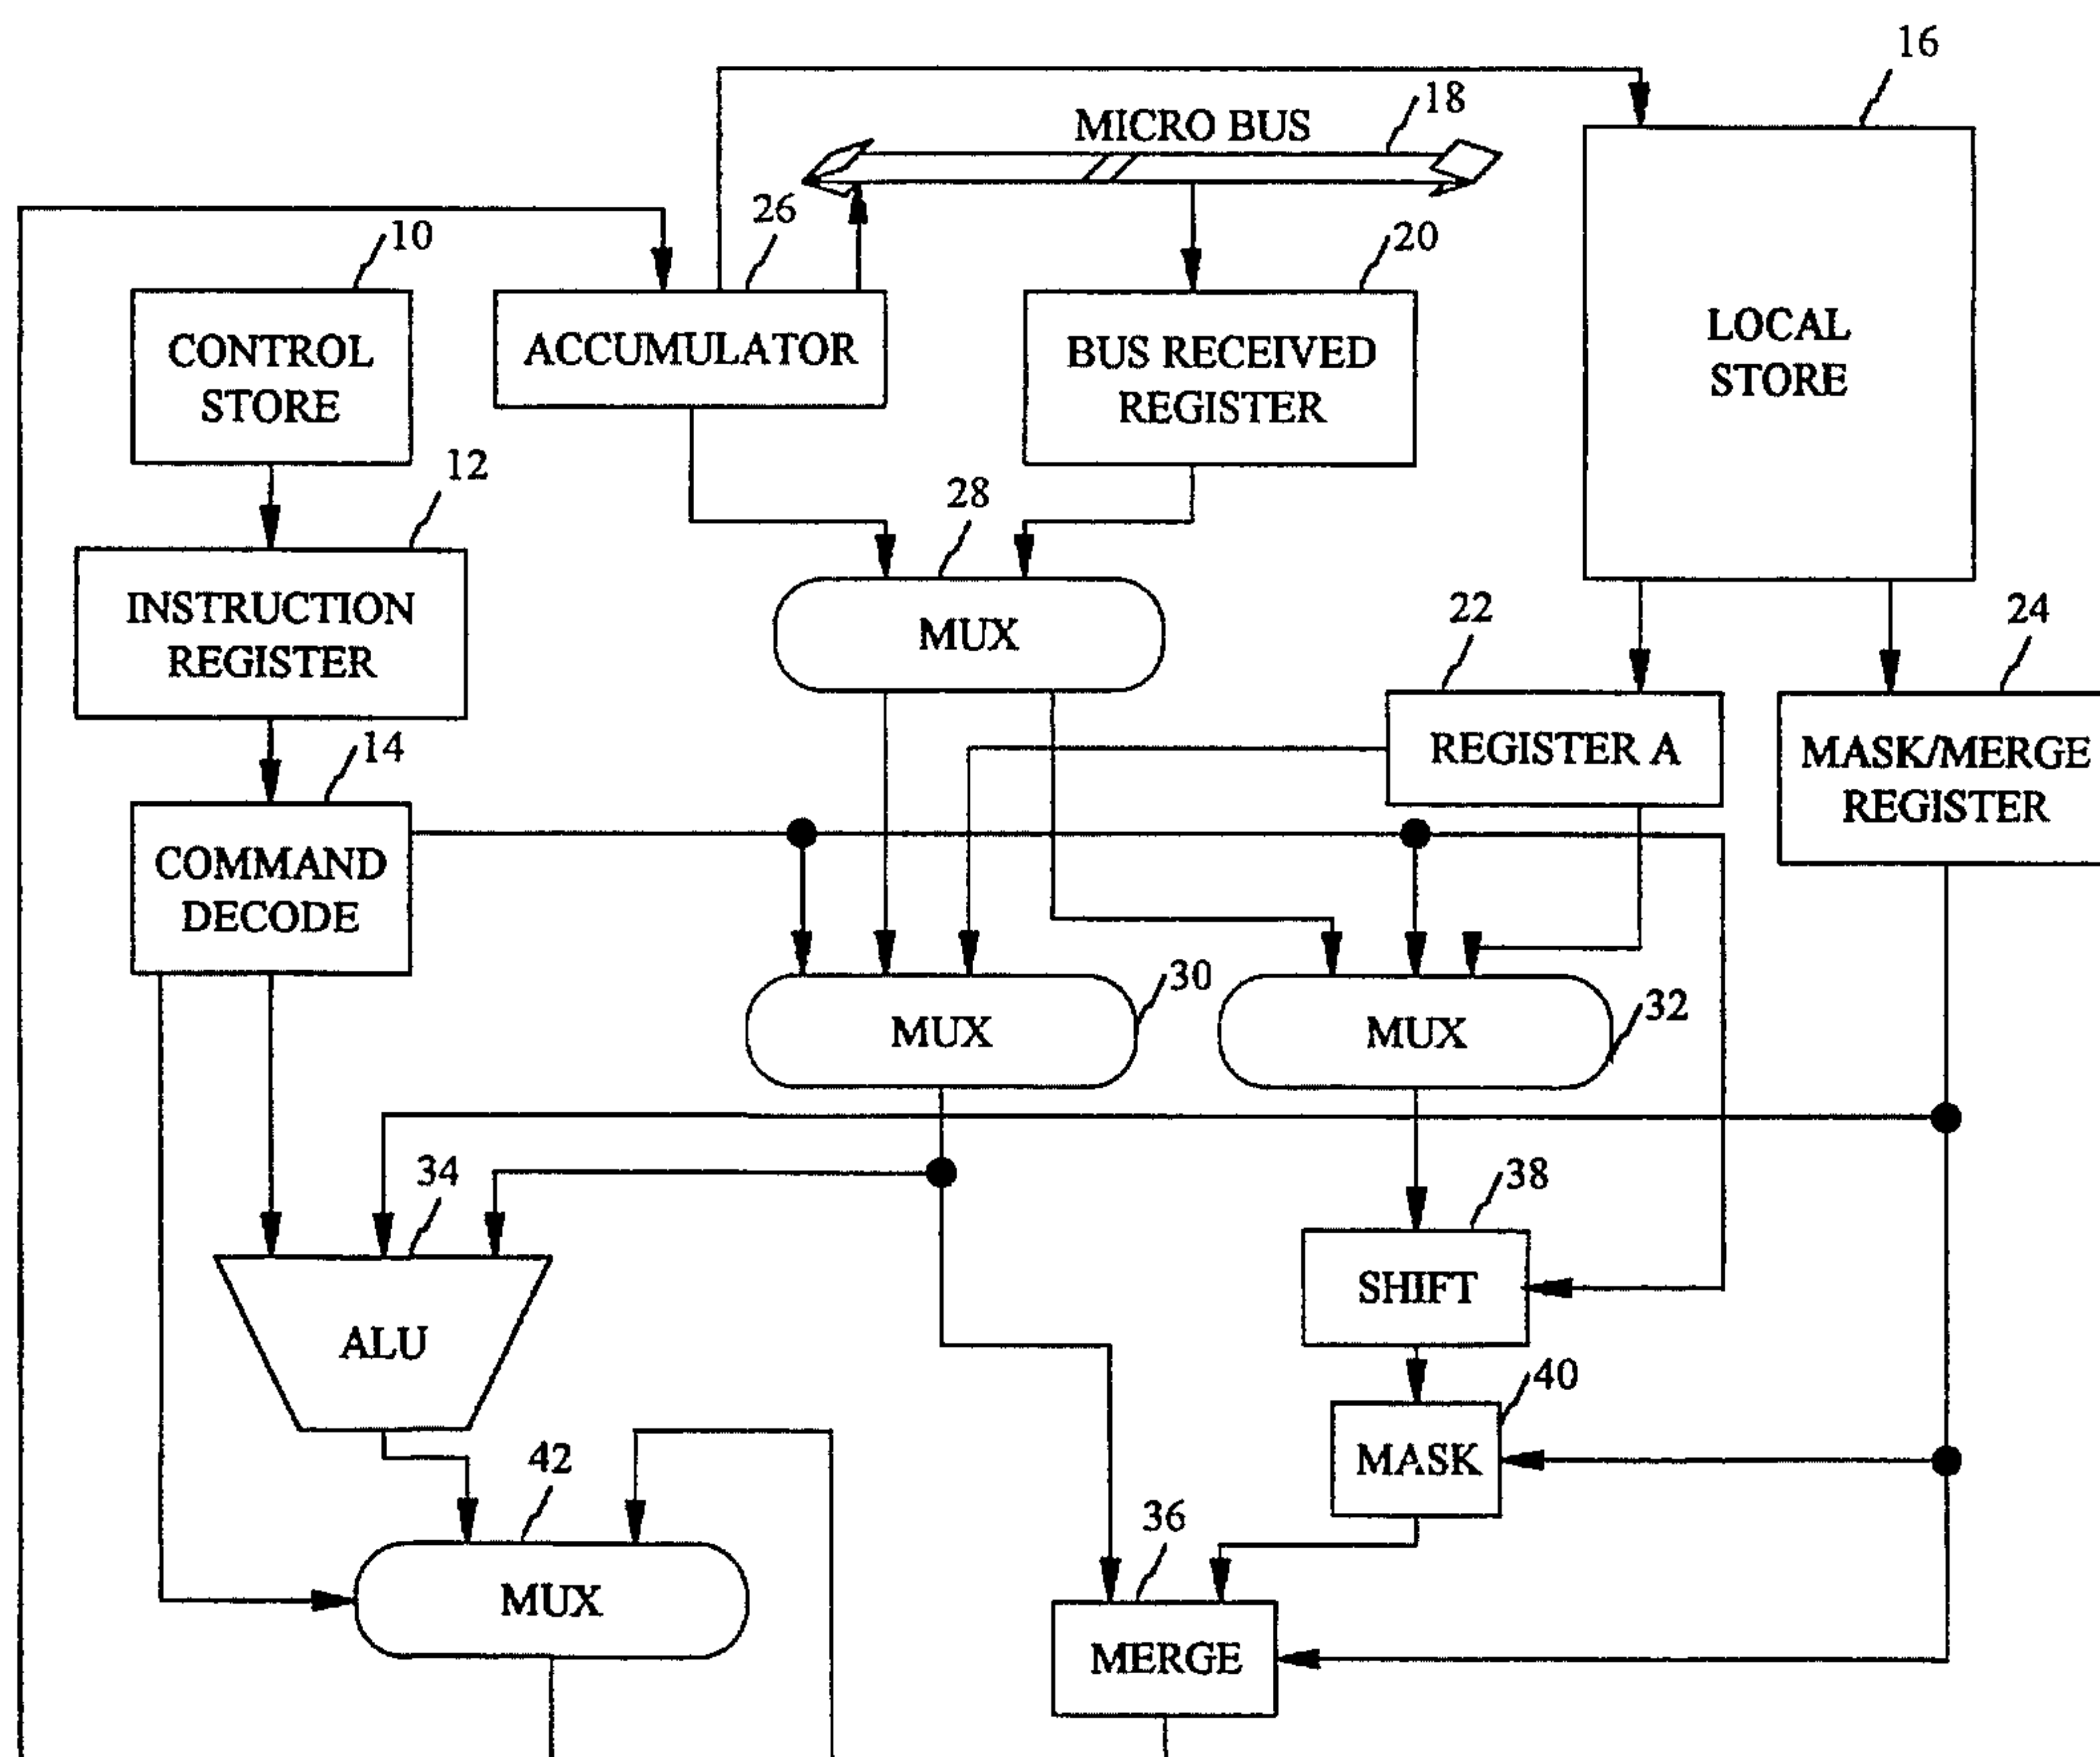 16
MICRO BUS
18
26
10
20
CONTROL
STORE
ACCUMULATOR
BUS RECEIVED
REGISTER
LOCAL
STORE
12
28
INSTRUCTION
REGISTER
MUX
22
24
REGISTER A
MASK/MERGE
REGISTER
14
COMMAND
DECODE
30
MUX
32
MUX
34
38
ALU
SHIFT
40
MASK
42
36
MUX
MERGE